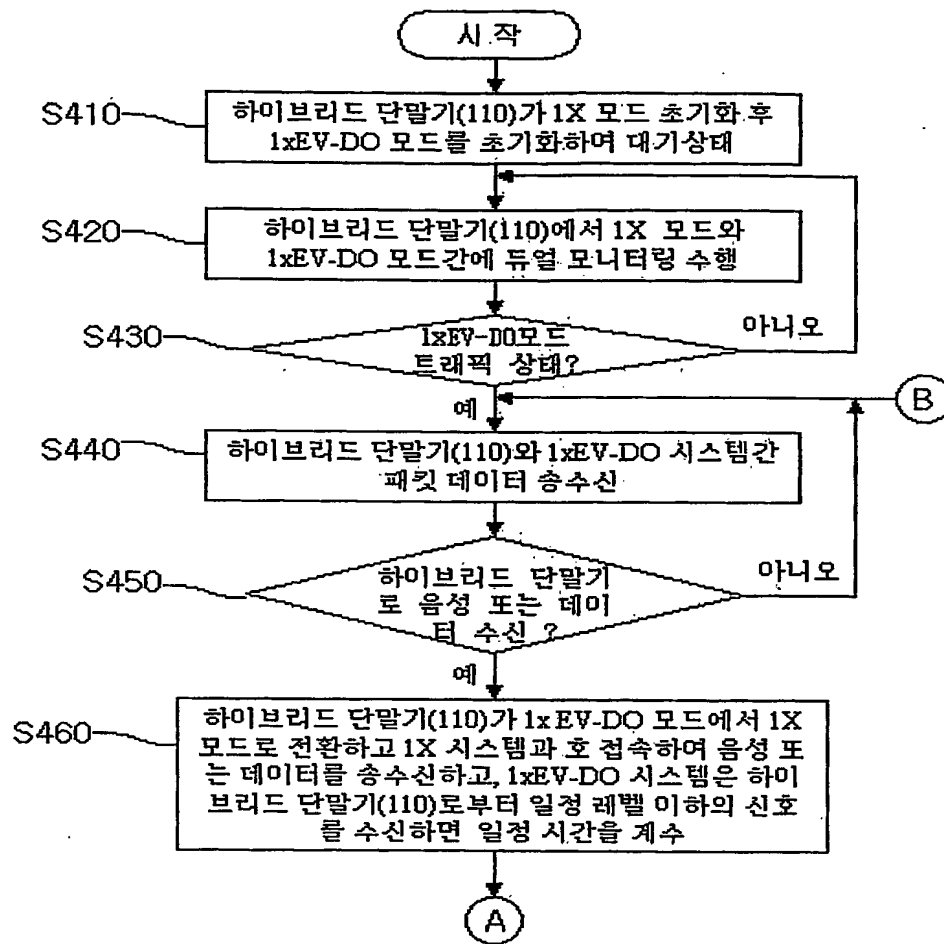 시 작
S410
하이브리드 단말기(110)가 1X 모드 초기화 후
1xEV-DO 모드를 초기화하며 대기상태
S420
하이브리드 단말기(110)에서 1X 모드와
1xEV-DO 모드간에 듀얼 모니터링 수행
S430
1xEV-DO모드
트래픽 상태?
아니오
예
B
S440
하이브리드 단말기(110)와 1xEV-DO 시스템간
패킷 데이터 송수신
S450
하이브리드 단말기
로 음성 또는 데이
터 수신 ?
아니오
예
S460
하이브리드 단말기(110)가 1x EV-DO 모드에서 1X
모드로 전환하고 1X 시스템과 호 접속하여 음성 또
는 데이터를 송수신하고, 1xEV-DO 시스템은 하이
브리드 단말기(110)로부터 일정 레벨 이하의 신호
를 수신하면 일정 시간을 계수
A